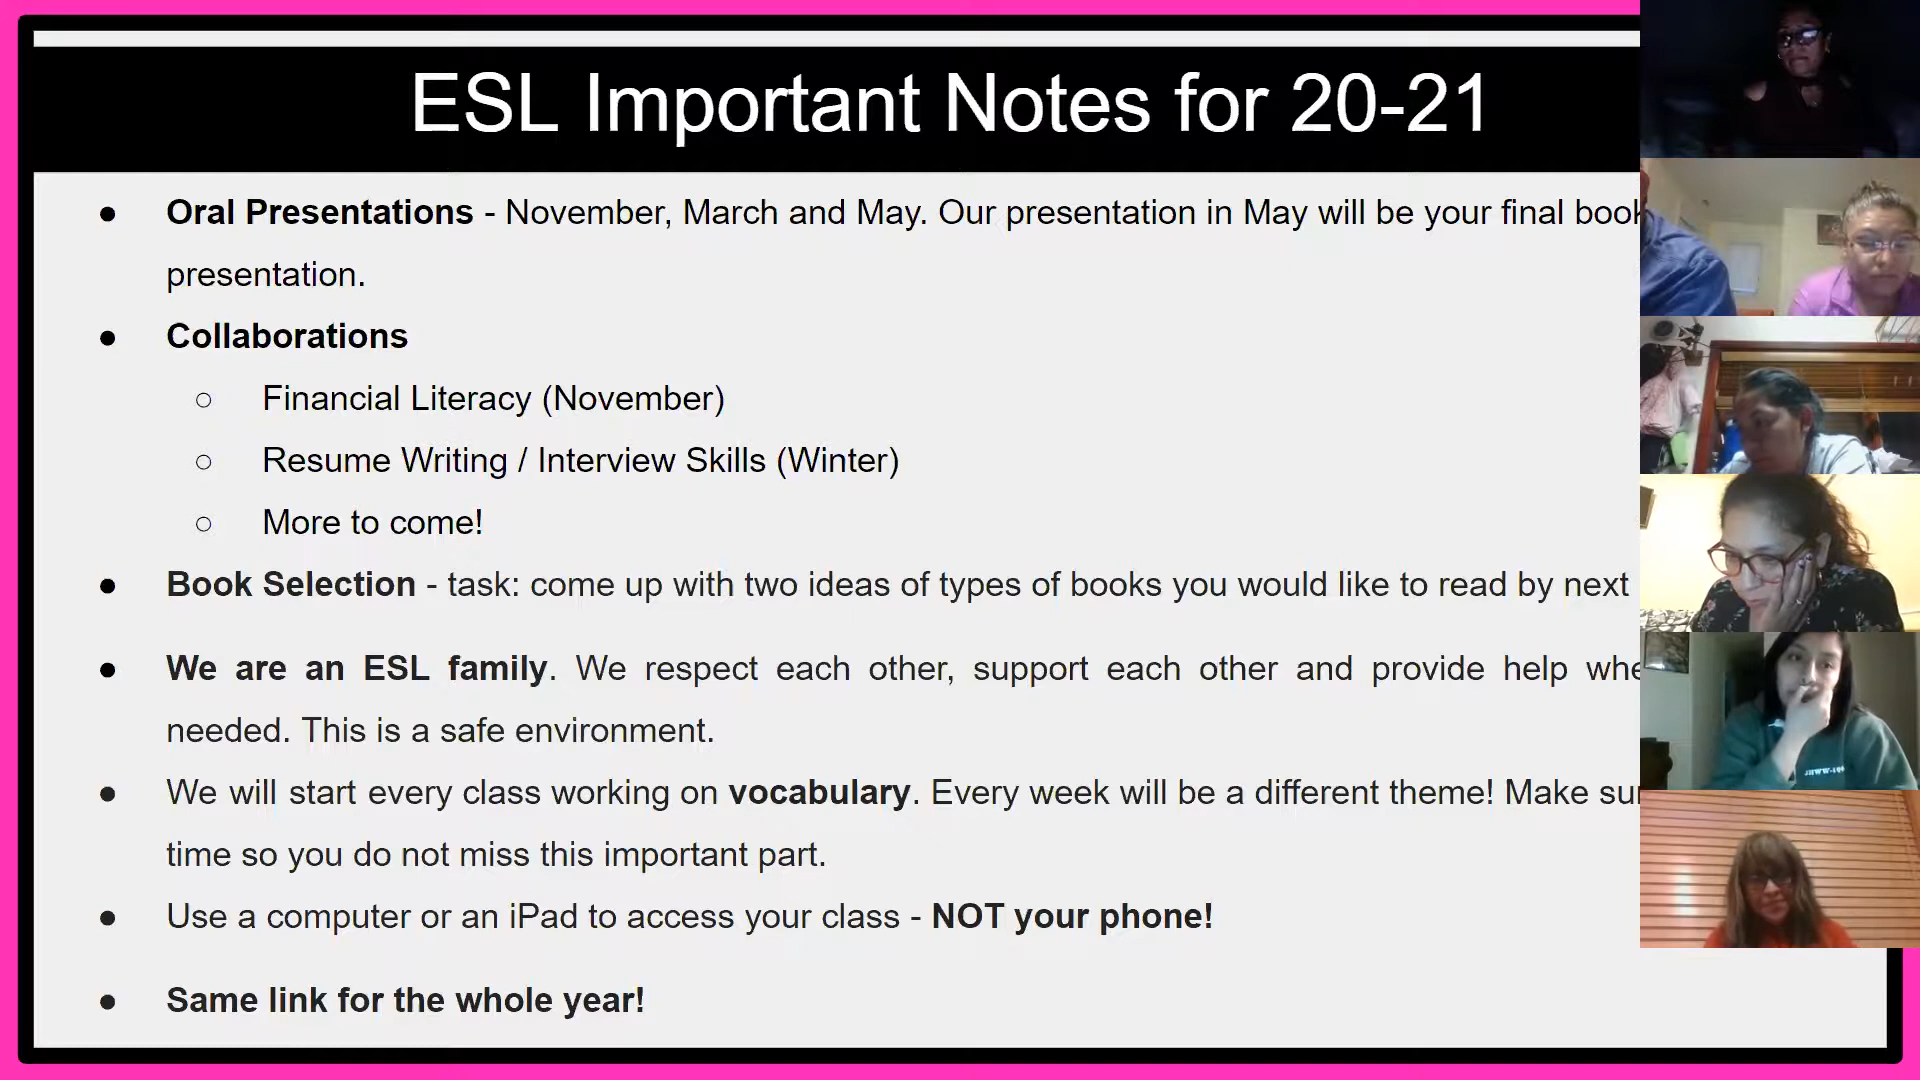 ESL Important Notes for 20-21
● Oral Presentations - November, March and May. Our presentation in May will be your final book
presentation.
● Collaborations
○ Financial Literacy (November)
○ Resume Writing / Interview Skills (Winter)
○ More to come!
● Book Selection - task: come up with two ideas of types of books you would like to read by next
● We are an ESL family. We respect each other, support each other and provide help
needed. This is a safe environment.
● We will start every class working on vocabulary. Every week will be a different theme! Make
time so you do not miss this important part.
● Use a computer or an iPad to access your class - NOT your phone!
● Same link for the whole year!